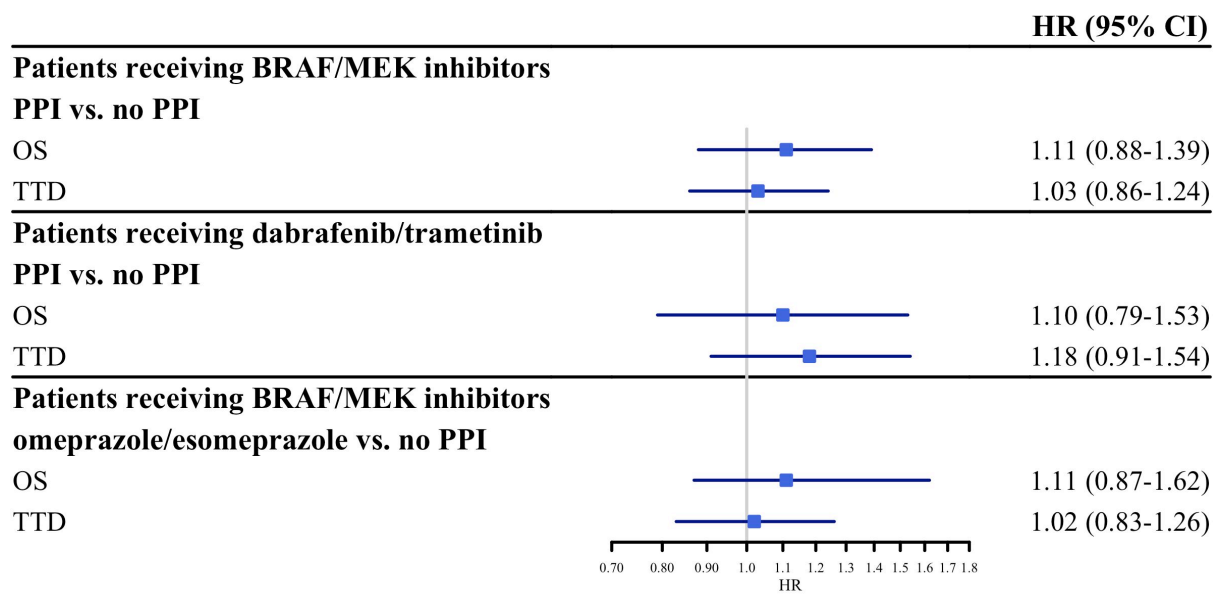 HR (95% CI)
Patients receiving BRAF/MEK inhibitors
PPI vs. no PPI
OS 1.11 (0.88-1.39)
TTD 1.03 (0.86-1.24)
Patients receiving dabrafenib/trametinib
PPI vs. no PPI
OS 1.10 (0.79-1.53)
TTD 1.18 (0.91-1.54)
Patients receiving BRAF/MEK inhibitors
omeprazole/esomeprazole vs. no PPI
OS 1.11 (0.87-1.62)
TTD 1.02 (0.83-1.26)
0.70 0.80 0.90 1.0 1.1 1.2 1.3 1.4 1.5 1.6 1.7 1.8
HR